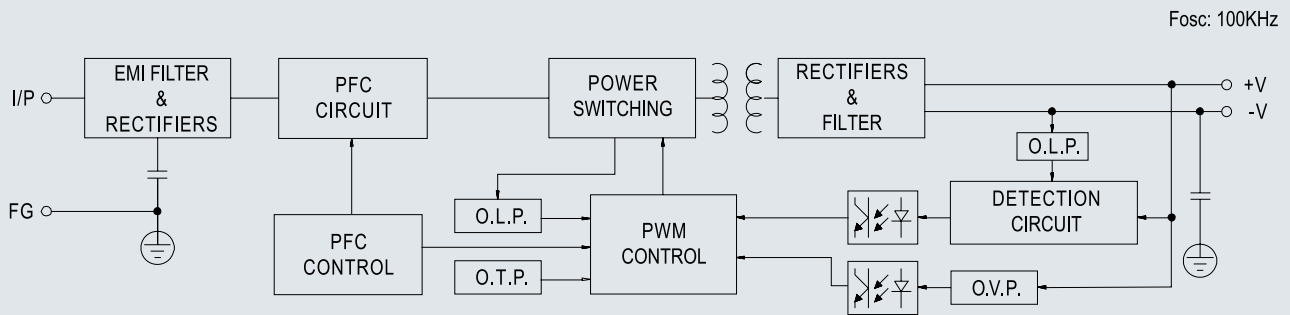 Fosc: 100KHz
I/P
EMI FILTER
&
RECTIFIERS
PFC
CIRCUIT
POWER
SWITCHING
RECTIFIERS
&
FILTER
+V
-V
O.L.P.
FG
PFC
CONTROL
O.L.P.
O.T.P.
PWM
CONTROL
DETECTION
CIRCUIT
O.V.P.